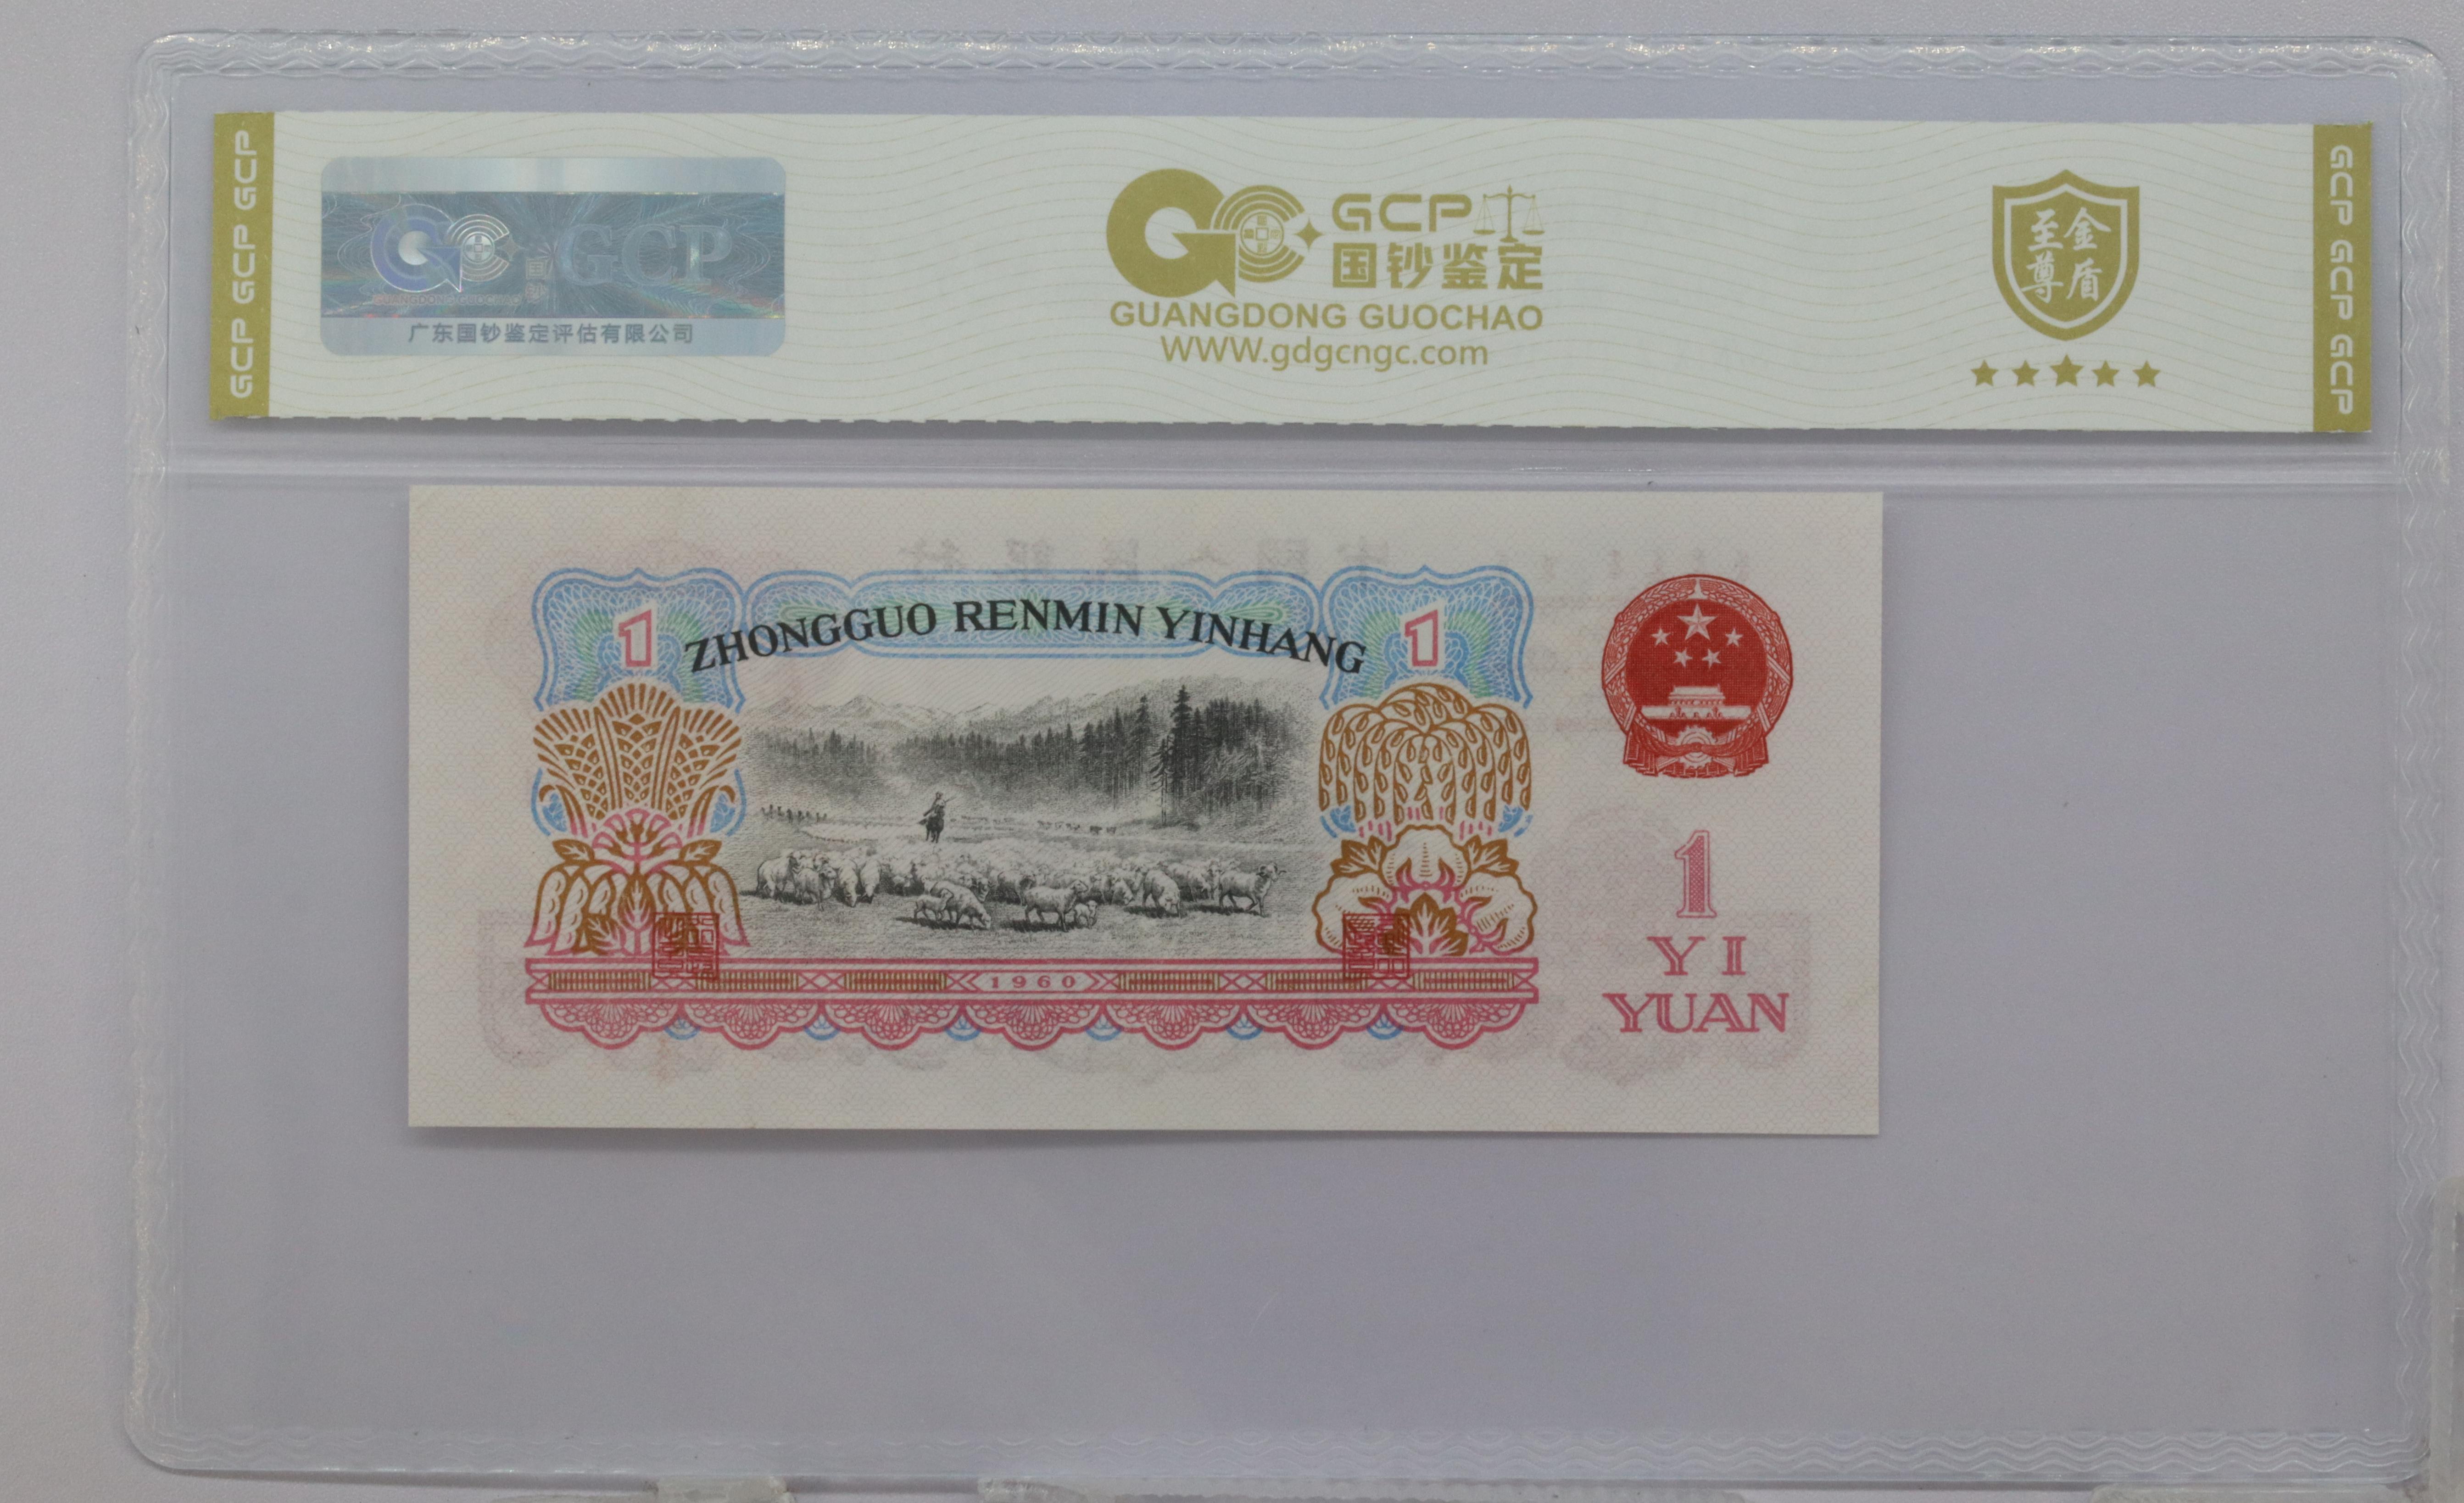 GCP GCP GCP
GCP
GUANGDONG GUOCHAO
国钞
广东国钞鉴定评估有限公司
GCP
国钞鉴定
GUANGDONG GUOCHAO
WWW.gdgcngc.com
至尊
金盾
GCP GCP GCP
1
ZHONGGUO RENMIN YINHANG
1
1960
1
YI
YUAN